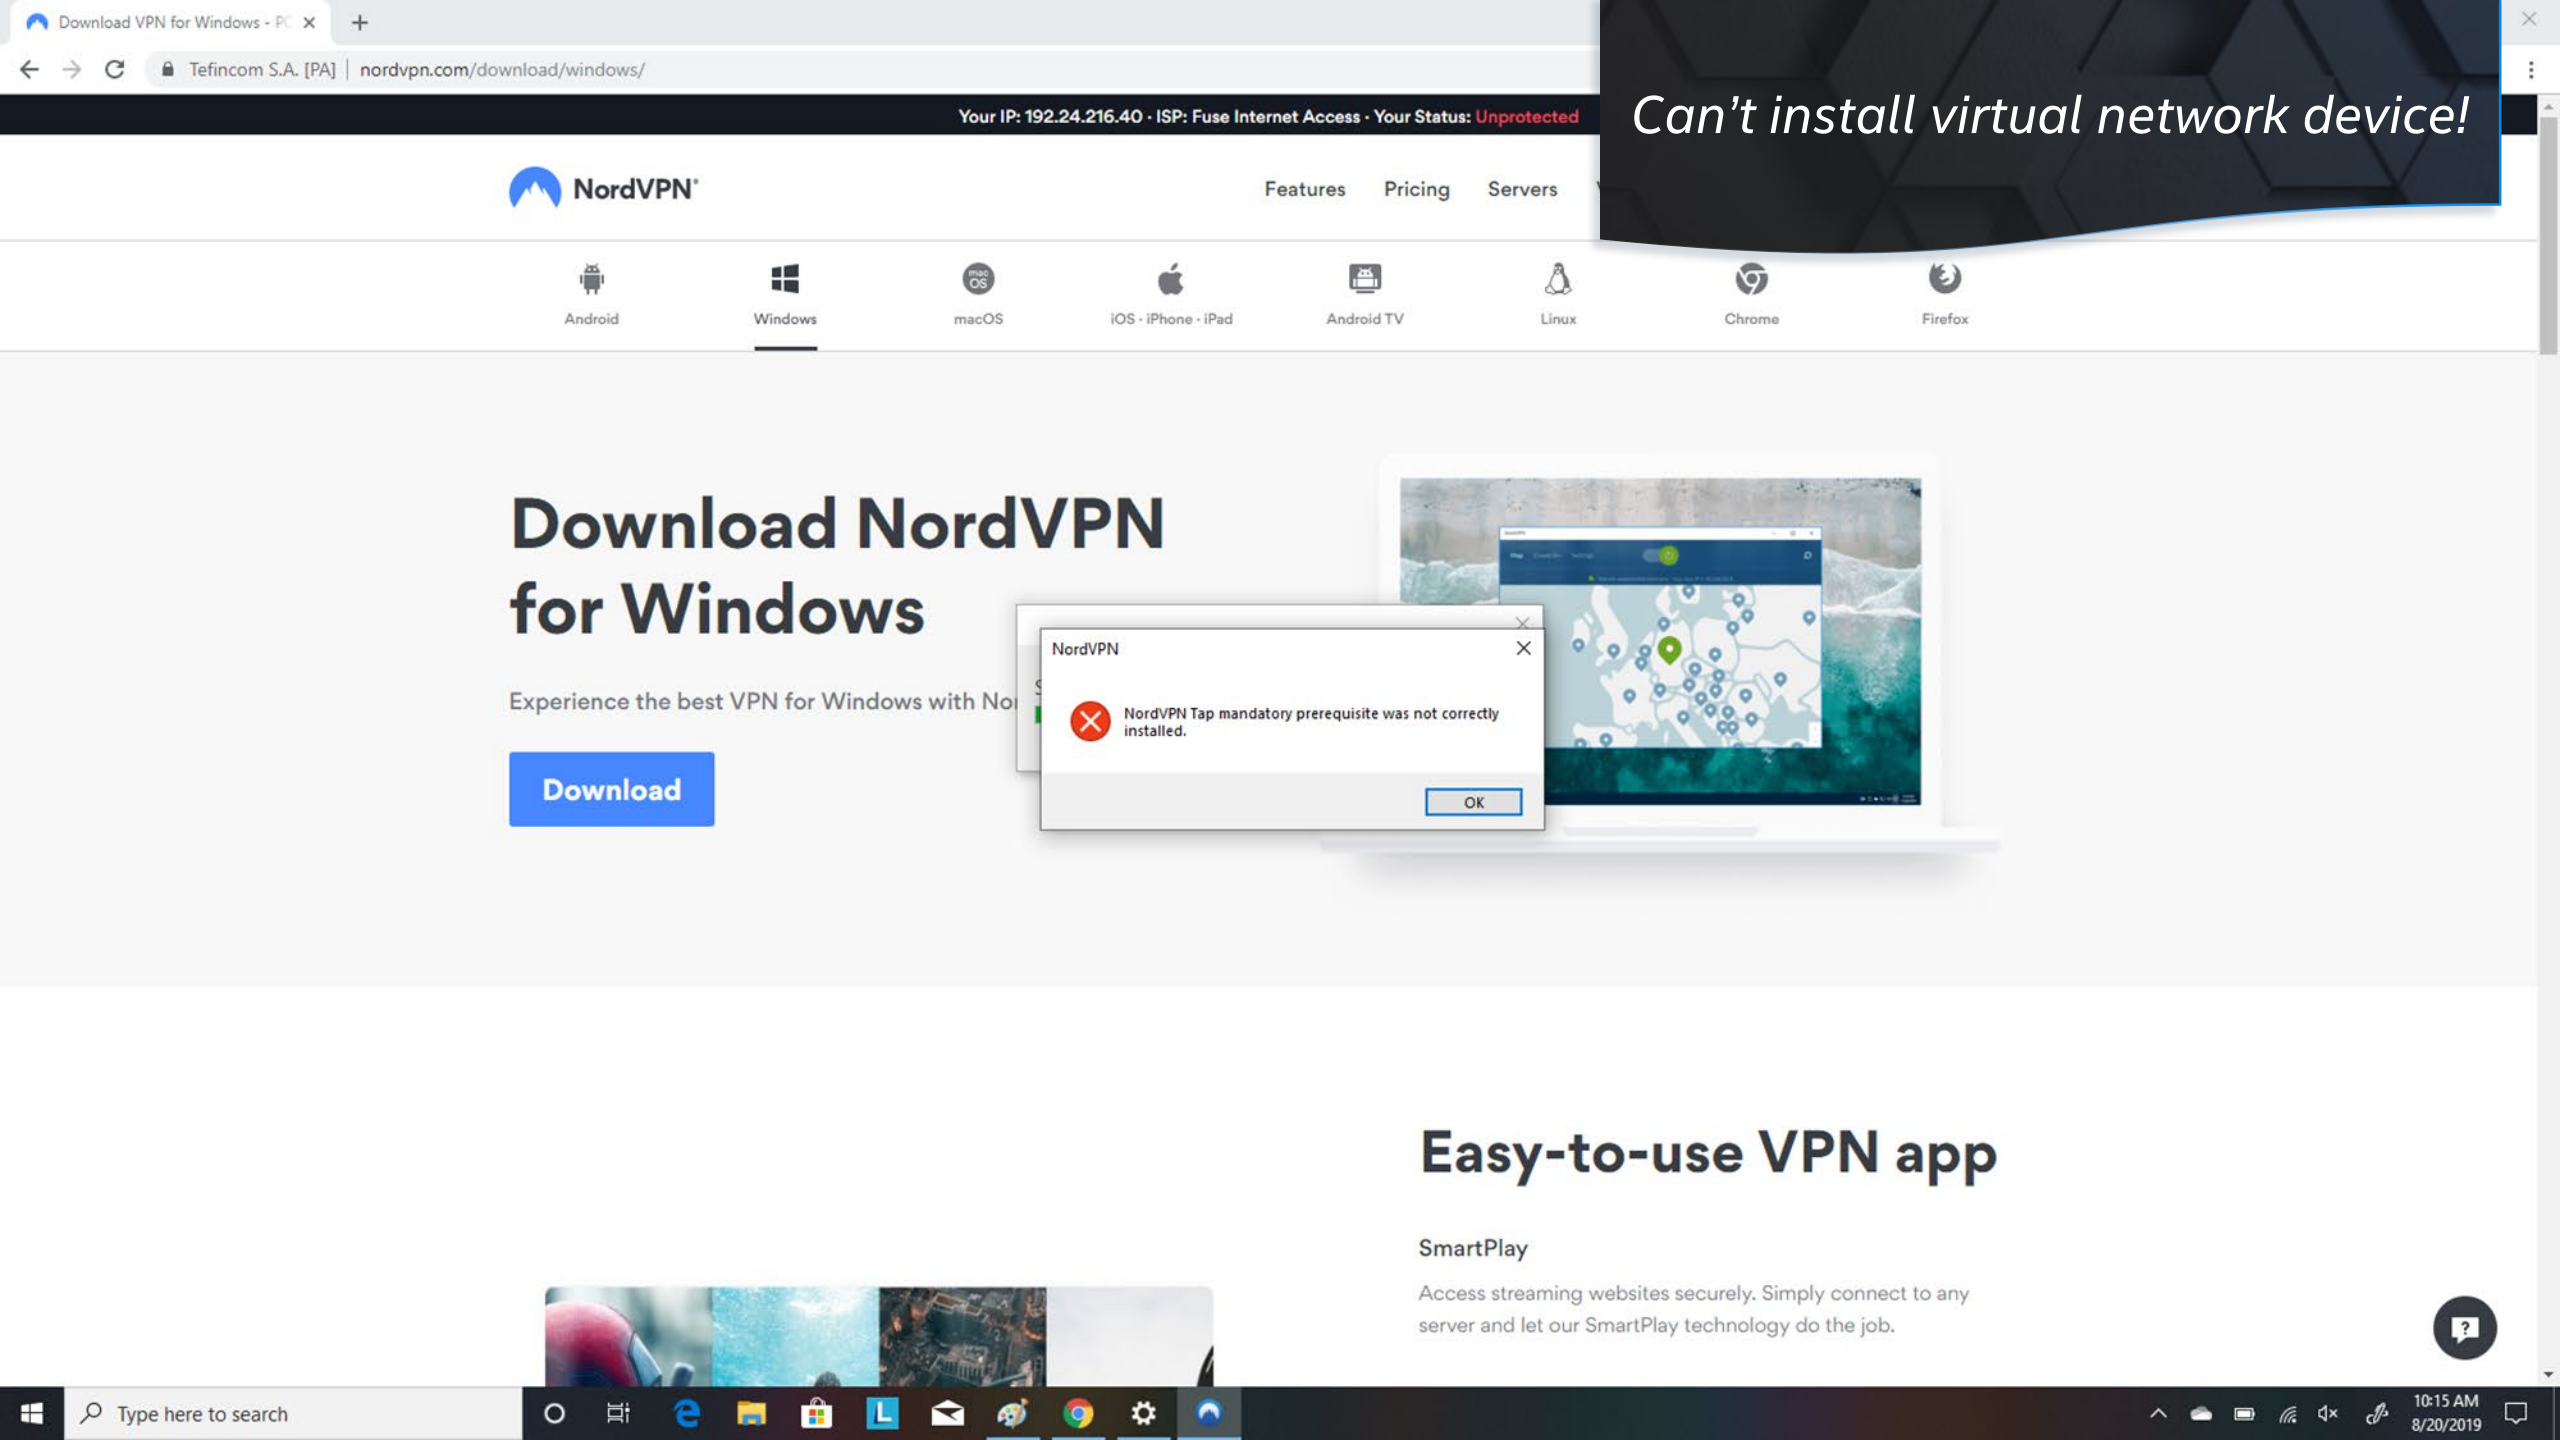 Download VPN for Windows - PC
Tefincom S.A. [PA] | nordvpn.com/download/windows/
Your IP: 192.24.216.40 · ISP: Fuse Internet Access · Your Status: Unprotected
Can't install virtual network device!
NordVPN®
Features Pricing Servers
Android Windows macOS iOS - iPhone - iPad Android TV Linux Chrome Firefox
Download NordVPN
for Windows
Experience the best VPN for Windows with
Download
NordVPN
NordVPN Tap mandatory prerequisite was not correctly
installed.
OK
Easy-to-use VPN app
SmartPlay
Access streaming websites securely. Simply connect to any
server and let our SmartPlay technology do the job.
Type here to search
10:15 AM
8/20/2019